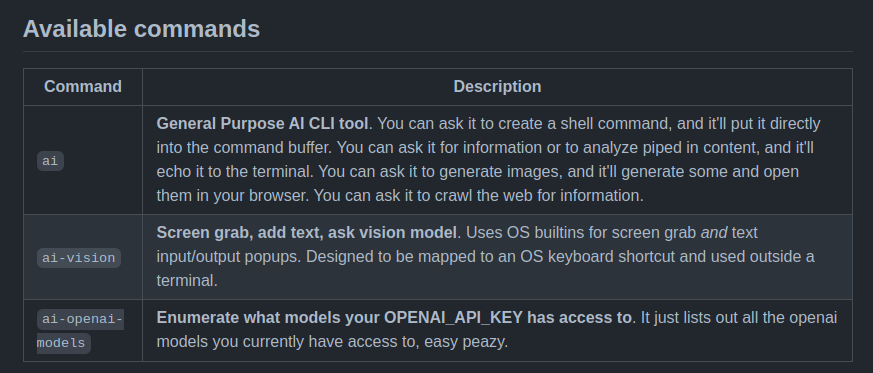 Available commands
Command Description
General Purpose AI CLI tool. You can ask it to create a shell command, and it'll put it directly
into the command buffer. You can ask it for information or to analyze piped in content, and it'll
ai
echo it to the terminal. You can ask it to generate images, and it'll generate some and open
them in your browser. You can ask it to crawl the web for information.
Screen grab, add text, ask vision model. Uses OS builtins for screen grab and text
ai-vision input/output popups. Designed to be mapped to an OS keyboard shortcut and used outside a
terminal.
ai-openai- Enumerate what models your OPENAI_API_KEY has access to. It just lists out all the openai
models models you currently have access to, easy peazy.